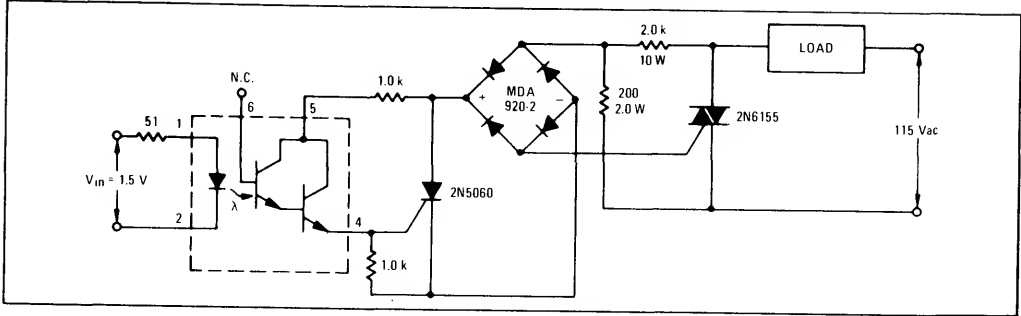 2.0 k
10 W
LOAD
N.C.
6
5
1.0 k
+
MDA
920-2
−
200
2.0 W
2N6155
115 Vac
51
1
Vin = 1.5 V
2
λ
4
2N5060
1.0 k